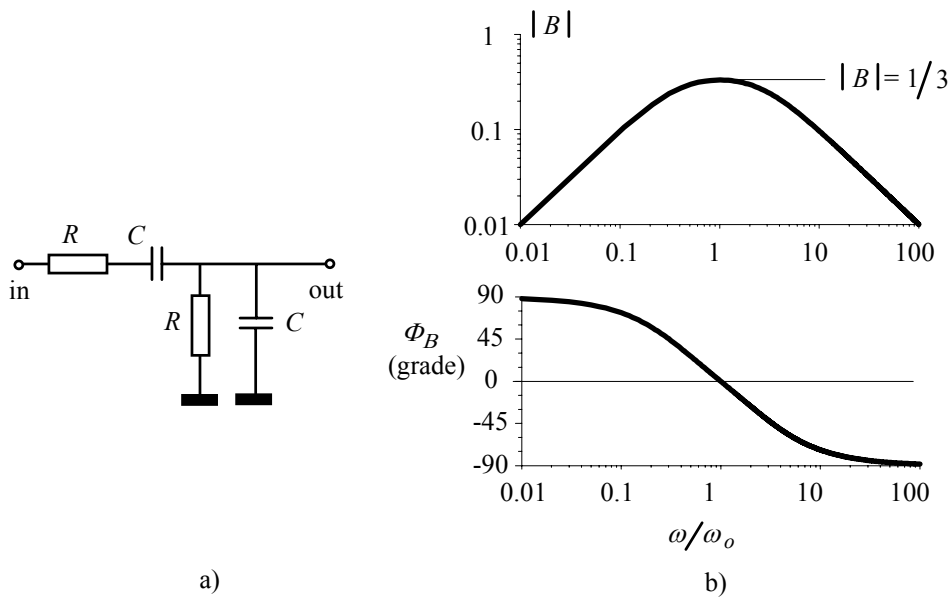 R
C
in
out
R
C
a)
|B|
1
0.1
0.01
|B| = 1/3
0.01 0.1 1 10 100
Φ_B
(grade)
90
45
0
-45
-90
0.01 0.1 1 10 100
ω/ω_o
b)